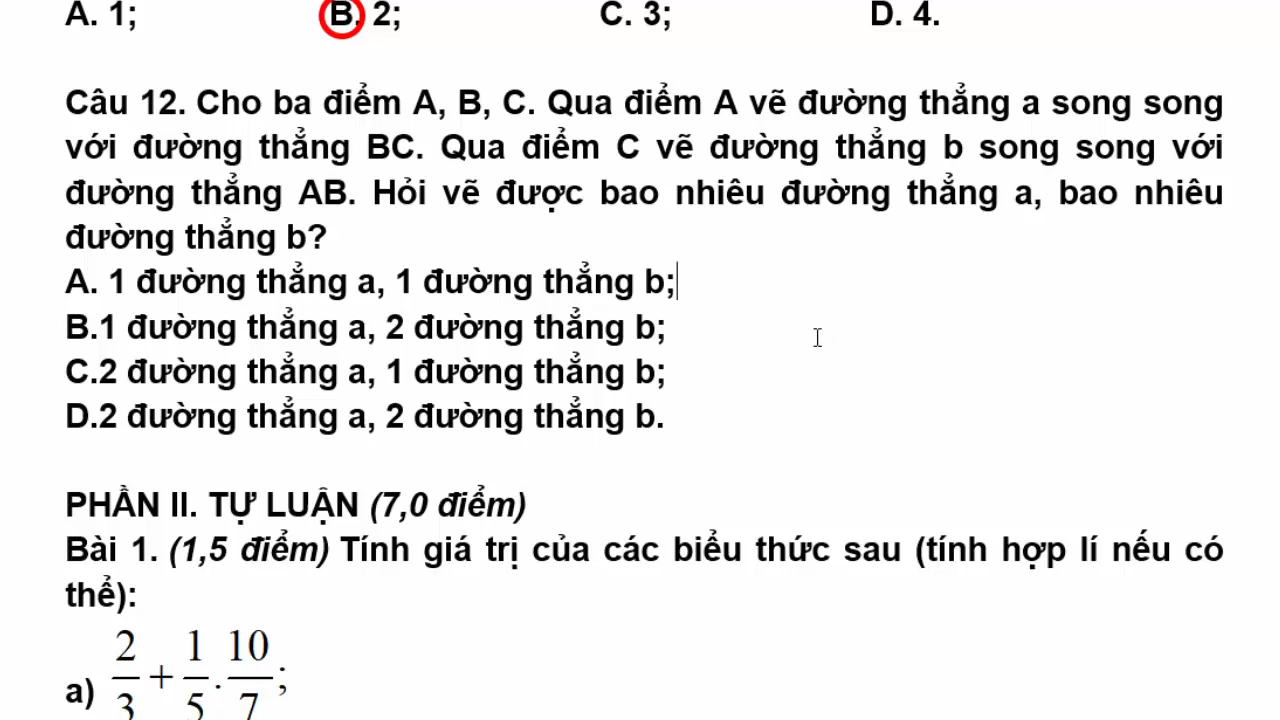 A. 1; B. 2; C. 3; D. 4.
Câu 12. Cho ba điểm A, B, C. Qua điểm A vẽ đường thẳng a song song
với đường thẳng BC. Qua điểm C vẽ đường thẳng b song song với
đường thẳng AB. Hỏi vẽ được bao nhiêu đường thẳng a, bao nhiêu
đường thẳng b?
A. 1 đường thẳng a, 1 đường thẳng b;
B.1 đường thẳng a, 2 đường thẳng b;
C.2 đường thẳng a, 1 đường thẳng b;
D.2 đường thẳng a, 2 đường thẳng b.
PHẦN II. TỰ LUẬN (7,0 điểm)
Bài 1. (1,5 điểm) Tính giá trị của các biểu thức sau (tính hợp lí nếu có
thể):
a) 2/3 + 1/5 . 10/7 ;